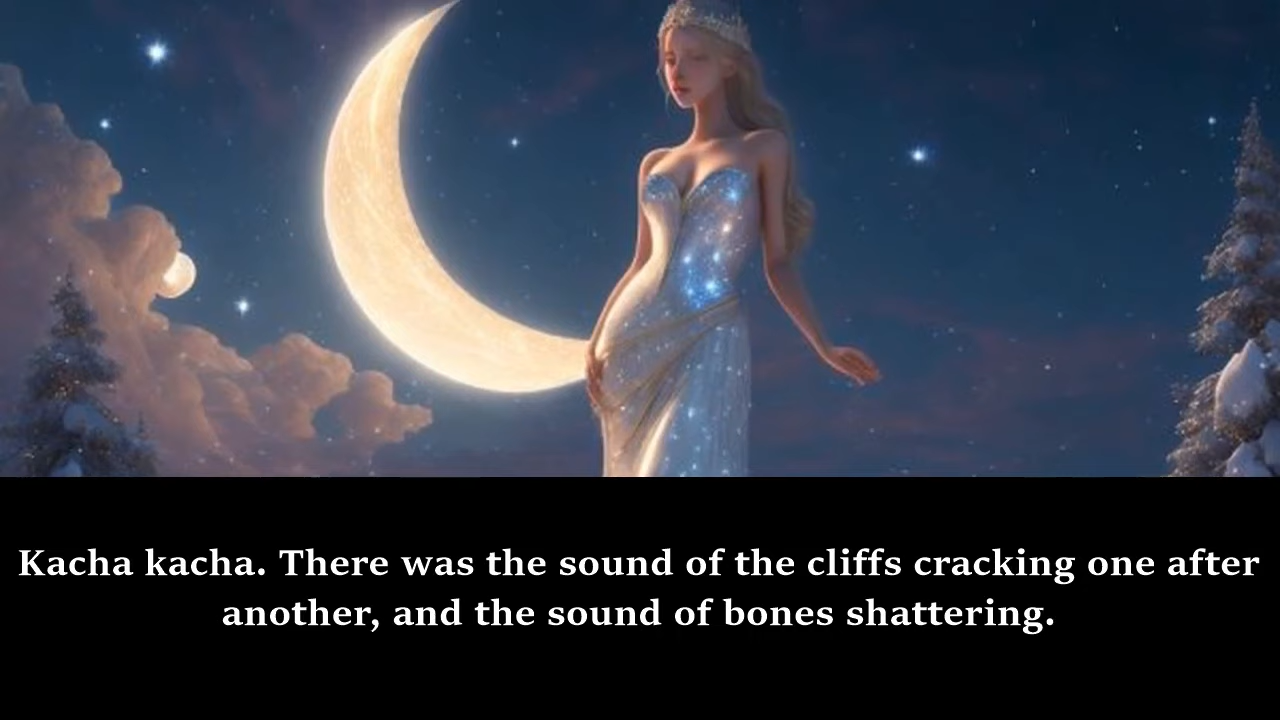 Kacha kacha. There was the sound of the cliffs cracking one after
another, and the sound of bones shattering.